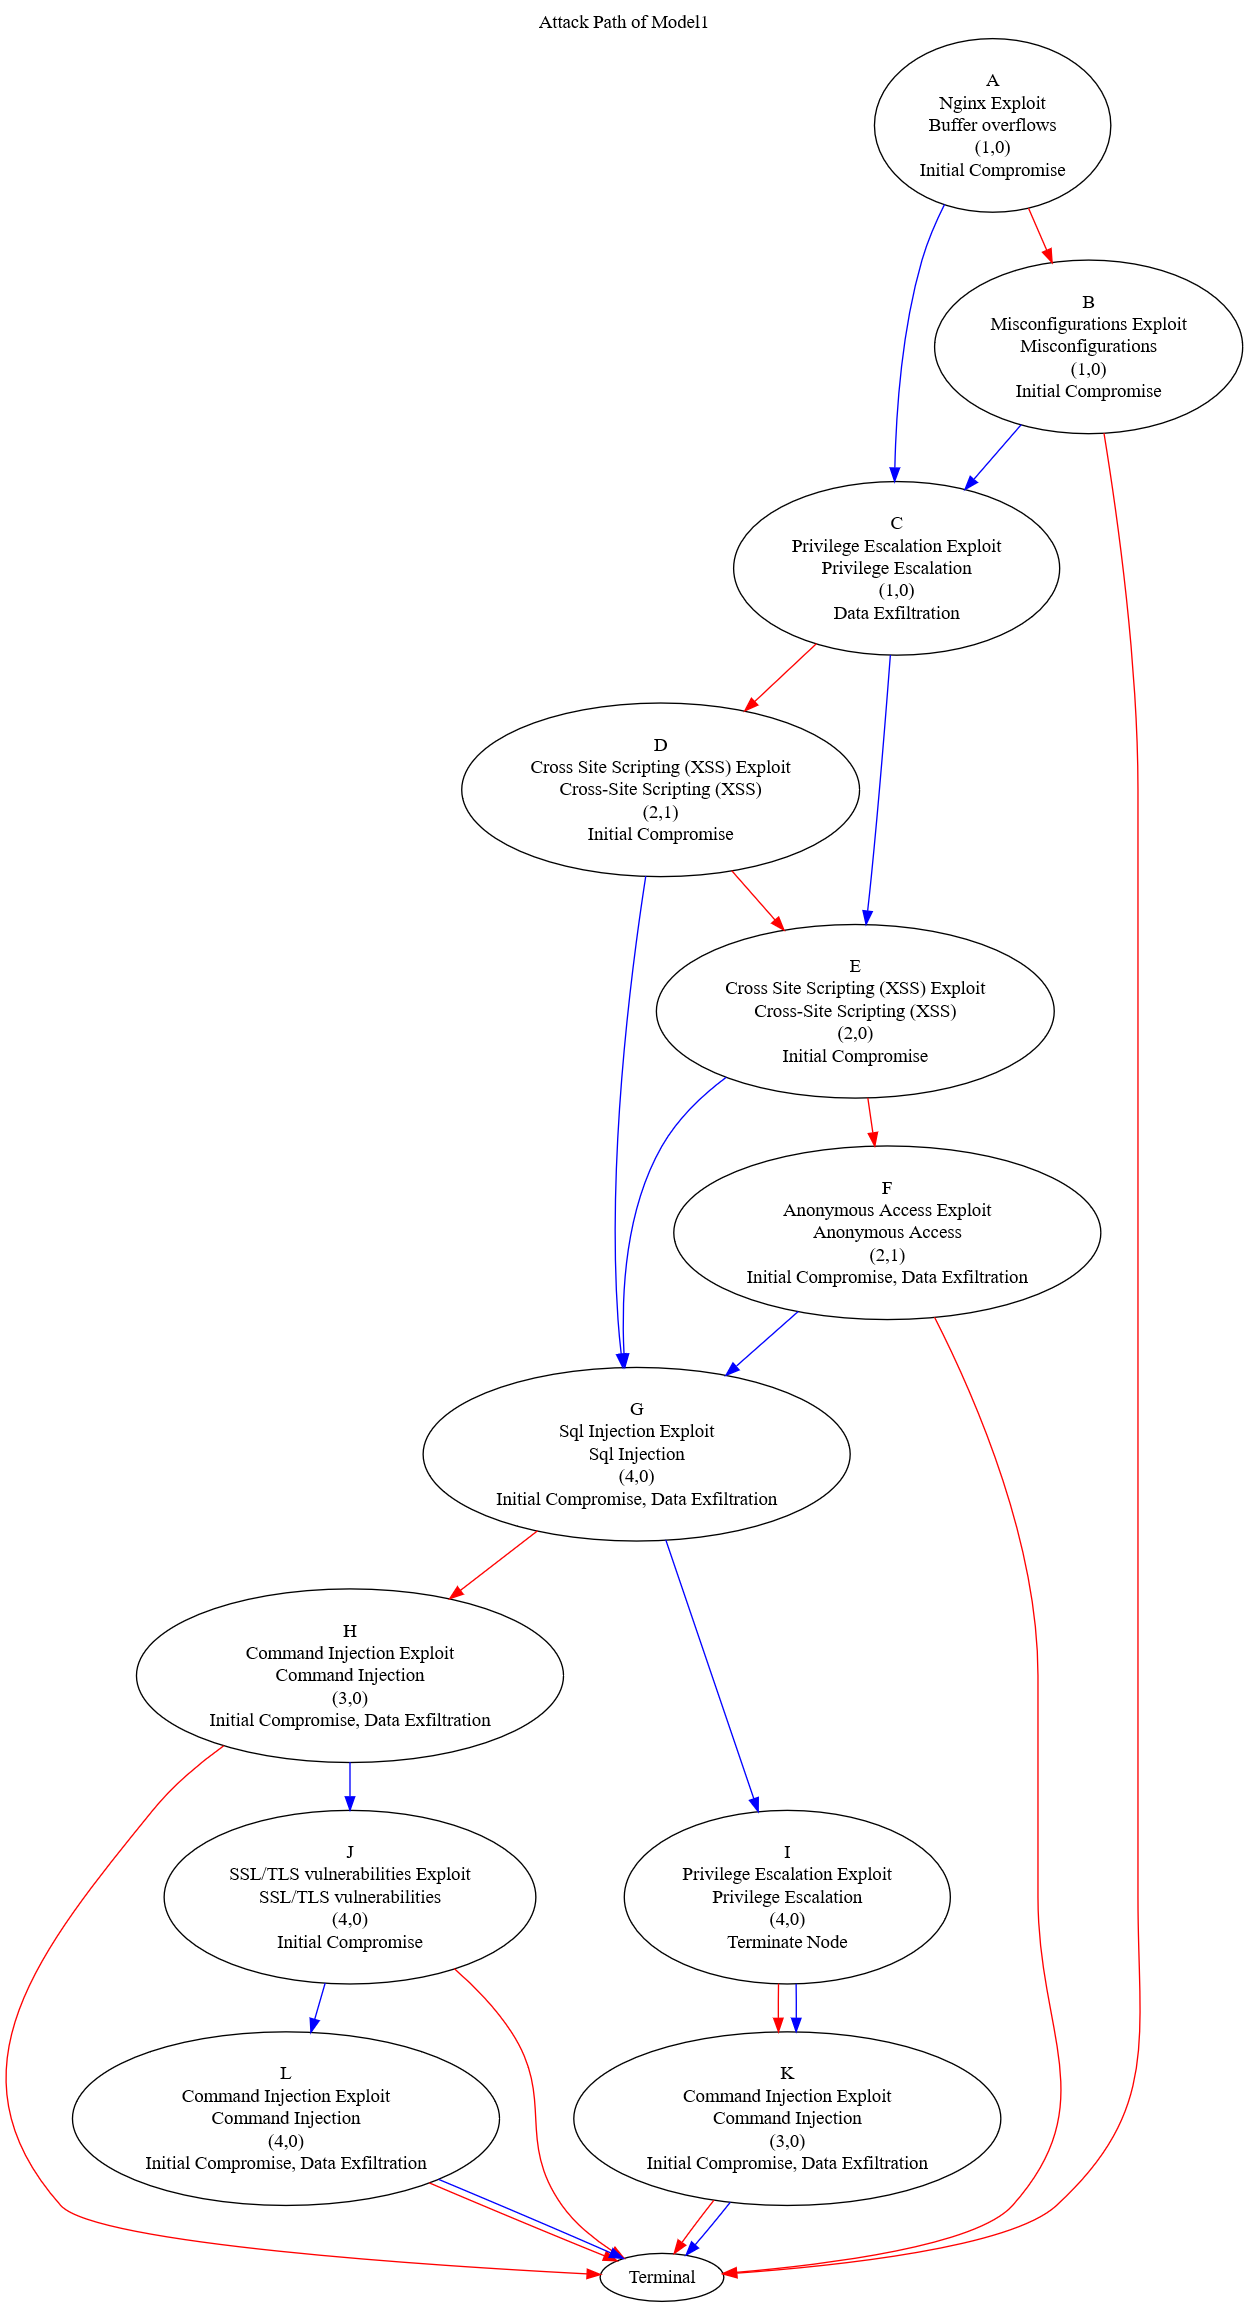 Attack Path of Model1
A
Nginx Exploit
Buffer overflows
(1,0)
Initial Compromise
B
Misconfigurations Exploit
Misconfigurations
(1,0)
Initial Compromise
C
Privilege Escalation Exploit
Privilege Escalation
(1,0)
Data Exfiltration
D
Cross Site Scripting (XSS) Exploit
Cross-Site Scripting (XSS)
(2,1)
Initial Compromise
E
Cross Site Scripting (XSS) Exploit
Cross-Site Scripting (XSS)
(2,0)
Initial Compromise
F
Anonymous Access Exploit
Anonymous Access
(2,1)
Initial Compromise, Data Exfiltration
G
Sql Injection Exploit
Sql Injection
(4,0)
Initial Compromise, Data Exfiltration
H
Command Injection Exploit
Command Injection
(3,0)
Initial Compromise, Data Exfiltration
J
SSL/TLS vulnerabilities Exploit
SSL/TLS vulnerabilities
(4,0)
Initial Compromise
I
Privilege Escalation Exploit
Privilege Escalation
(4,0)
Terminate Node
L
Command Injection Exploit
Command Injection
(4,0)
Initial Compromise, Data Exfiltration
K
Command Injection Exploit
Command Injection
(3,0)
Initial Compromise, Data Exfiltration
Terminal